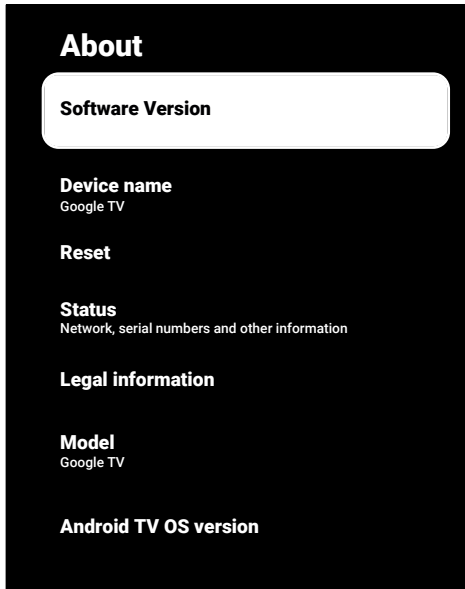 About
Software Version
Device name
Google TV
Reset
Status
Network, serial numbers and other information
Legal information
Model
Google TV
Android TV OS version